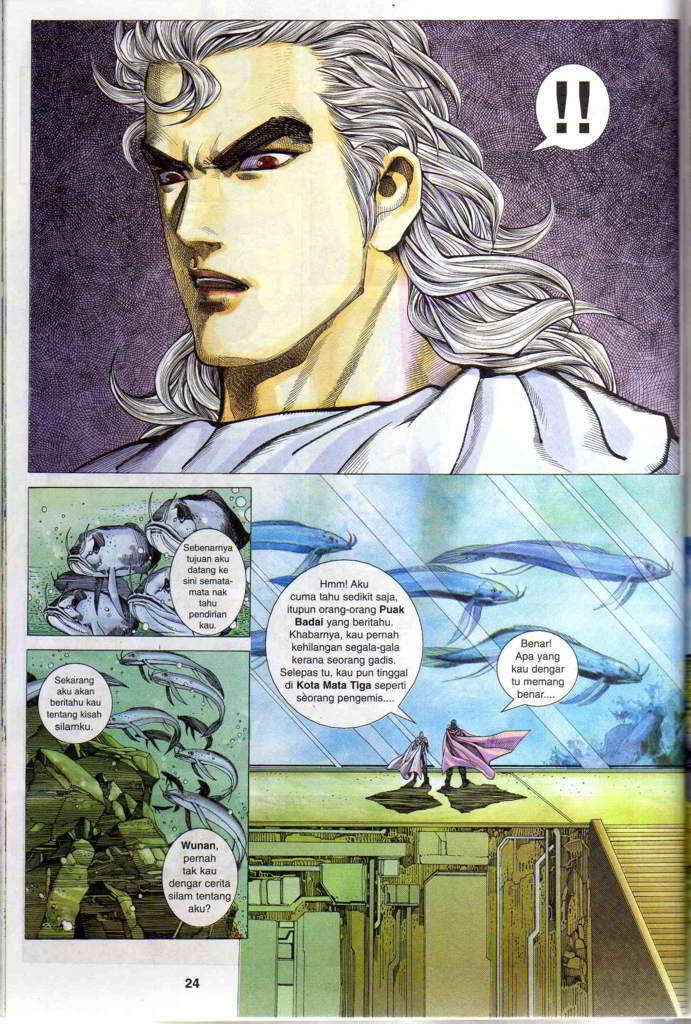 !!
Sebenarnya
tujuan aku
datang ke
sini semata-
mata nak
tahu
pendirian
kau.
Sekarang
aku akan
beritahu kau
tentang kisah
silamku.
Wunan,
pernah
tak kau
dengar cerita
silam tentang
aku?
Hmm! Aku
cuma tahu sedikit saja,
itupun orang-orang Puak
Badai yang beritahu.
Khabarnya, kau pernah
kehilangan segala-gala
kerana seorang gadis.
Selepas itu, kau pun tinggal
di Kota Mata Tiga seperti
seorang pengemis....
Benar!
Apa yang
kau dengar
tu memang
benar....
24